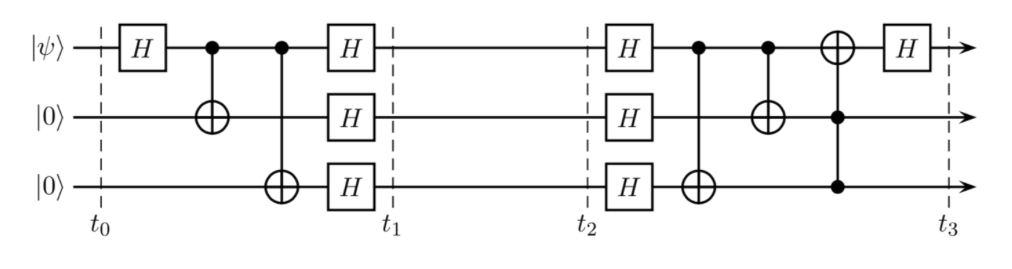 |ψ⟩ H H H H
|0⟩ H H
|0⟩ H H
t₀ t₁ t₂ t₃